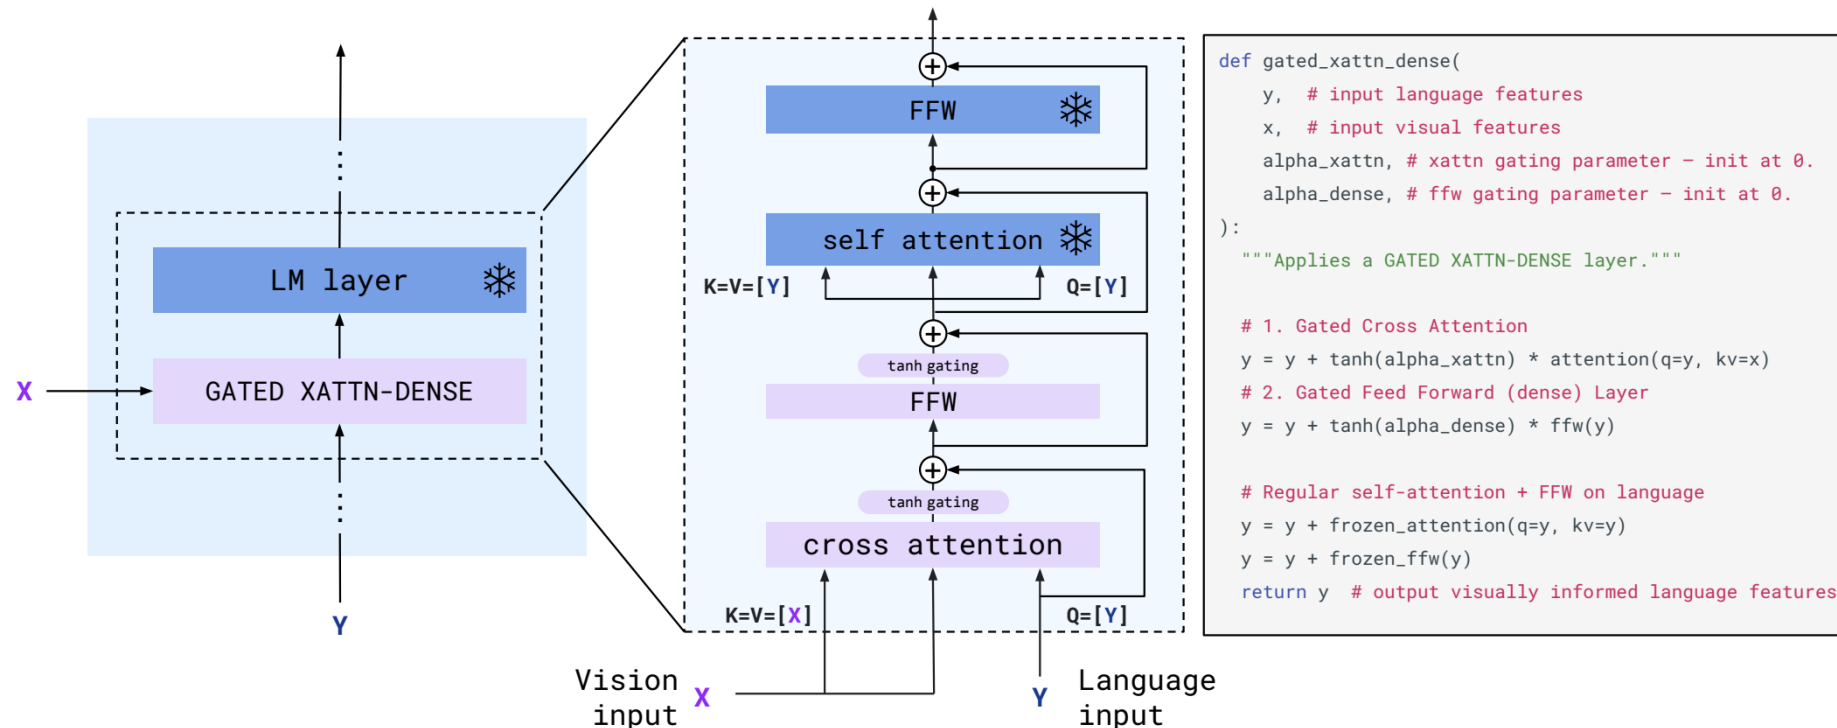 LM layer
GATED XATTN-DENSE
X
Y
FFW
self attention
K=V=[Y]
Q=[Y]
tanh gating
FFW
tanh gating
cross attention
K=V=[X]
Q=[Y]
Vision
input
X
Y
Language
input
def gated_xattn_dense(
y, # input language features
x, # input visual features
alpha_xattn, # xattn gating parameter – init at 0.
alpha_dense, # ffw gating parameter – init at 0.
):
"""Applies a GATED XATTN-DENSE layer."""
# 1. Gated Cross Attention
y = y + tanh(alpha_xattn) * attention(q=y, kv=x)
# 2. Gated Feed Forward (dense) Layer
y = y + tanh(alpha_dense) * ffw(y)
# Regular self-attention + FFW on language
y = y + frozen_attention(q=y, kv=y)
y = y + frozen_ffw(y)
return y # output visually informed language features